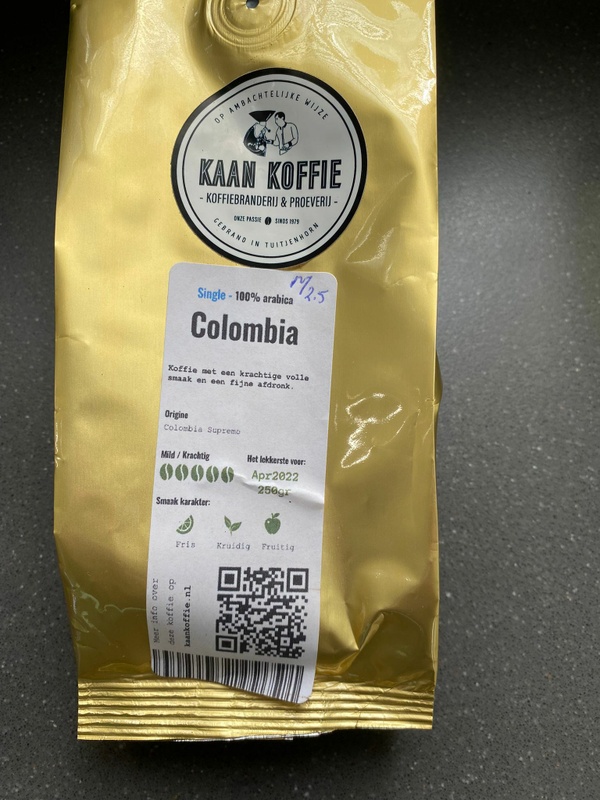 OP AMBACHTELIJKE WIJZE
KAAN KOFFIE
- KOFFIEBRANDERIJ & PROEVERIJ -
ONZE PASSIE SINDS 1979
GEBRAND IN TUITJENHORN
M/2.5
Single - 100% arabica
Colombia
Koffie met een krachtige volle
smaak en een fijne afdronk.
Origine
Colombia Supremo
Mild / Krachtig
Het lekkerste voor:
Apr2022
250gr
Smaak karakter:
Fris Kruidig Fruitig
Meer info over
deze koffie op
kaankoffie.nl